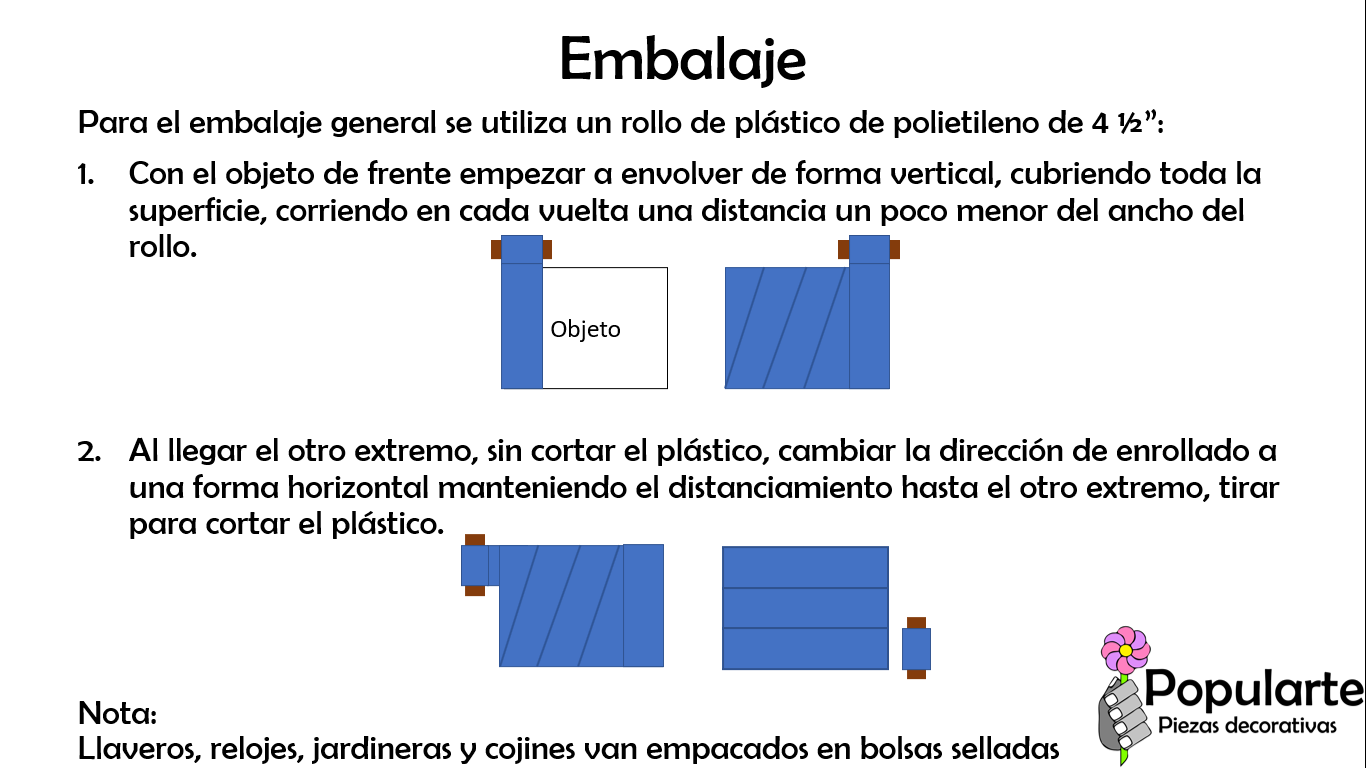 Embalaje
Para el embalaje general se utiliza un rollo de plástico de polietileno de 4 ½”:
1. Con el objeto de frente empezar a envolver de forma vertical, cubriendo toda la
superficie, corriendo en cada vuelta una distancia un poco menor del ancho del
rollo.
Objeto
2. Al llegar el otro extremo, sin cortar el plástico, cambiar la dirección de enrollado a
una forma horizontal manteniendo el distanciamiento hasta el otro extremo, tirar
para cortar el plástico.
Nota:
Llaveros, relojes, jardineras y cojines van empacados en bolsas selladas
Popularte
Piezas decorativas